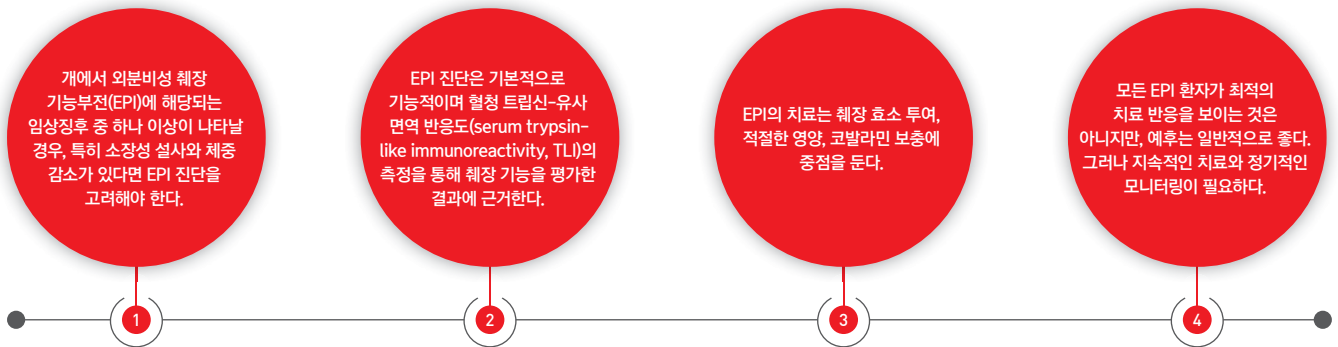 개에서 외분비성 췌장
기능부전(EPI)에 해당되는
임상징후 중 하나 이상이 나타날
경우, 특히 소장성 설사와 체중
감소가 있다면 EPI 진단을
고려해야 한다.
EPI 진단은 기본적으로
기능적이며 혈청 트립신-유사
면역 반응도(serum trypsin-
like immunoreactivity, TLI)의
측정을 통해 췌장 기능을 평가한
결과에 근거한다.
EPI의 치료는 췌장 효소 투여,
적절한 영양, 코발라민 보충에
중점을 둔다.
모든 EPI 환자가 최적의
치료 반응을 보이는 것은
아니지만, 예후는 일반적으로 좋다.
그러나 지속적인 치료와 정기적인
모니터링이 필요하다.
1
2
3
4